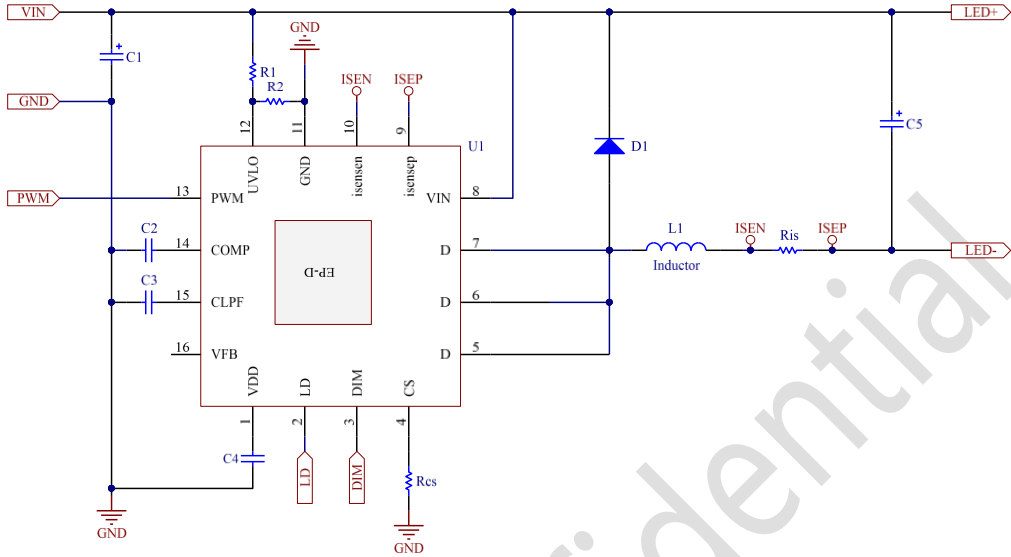 VIN
LED+
GND
C1
R1
ISEN
ISEP
GND
R2
C5
12
11
10
9
U1
D1
UVLO
GND
isensen
isensep
PWM
13
PWM
VIN
8
C2
14
COMP
D
7
L1
ISEN
Ris
ISEP
LED-
Inductor
EP-D
C3
15
CLPF
D
6
16
VFB
D
5
VDD
LD
DIM
CS
1
2
3
4
C4
LD
DIM
Rcs
GND
GND
nfidential